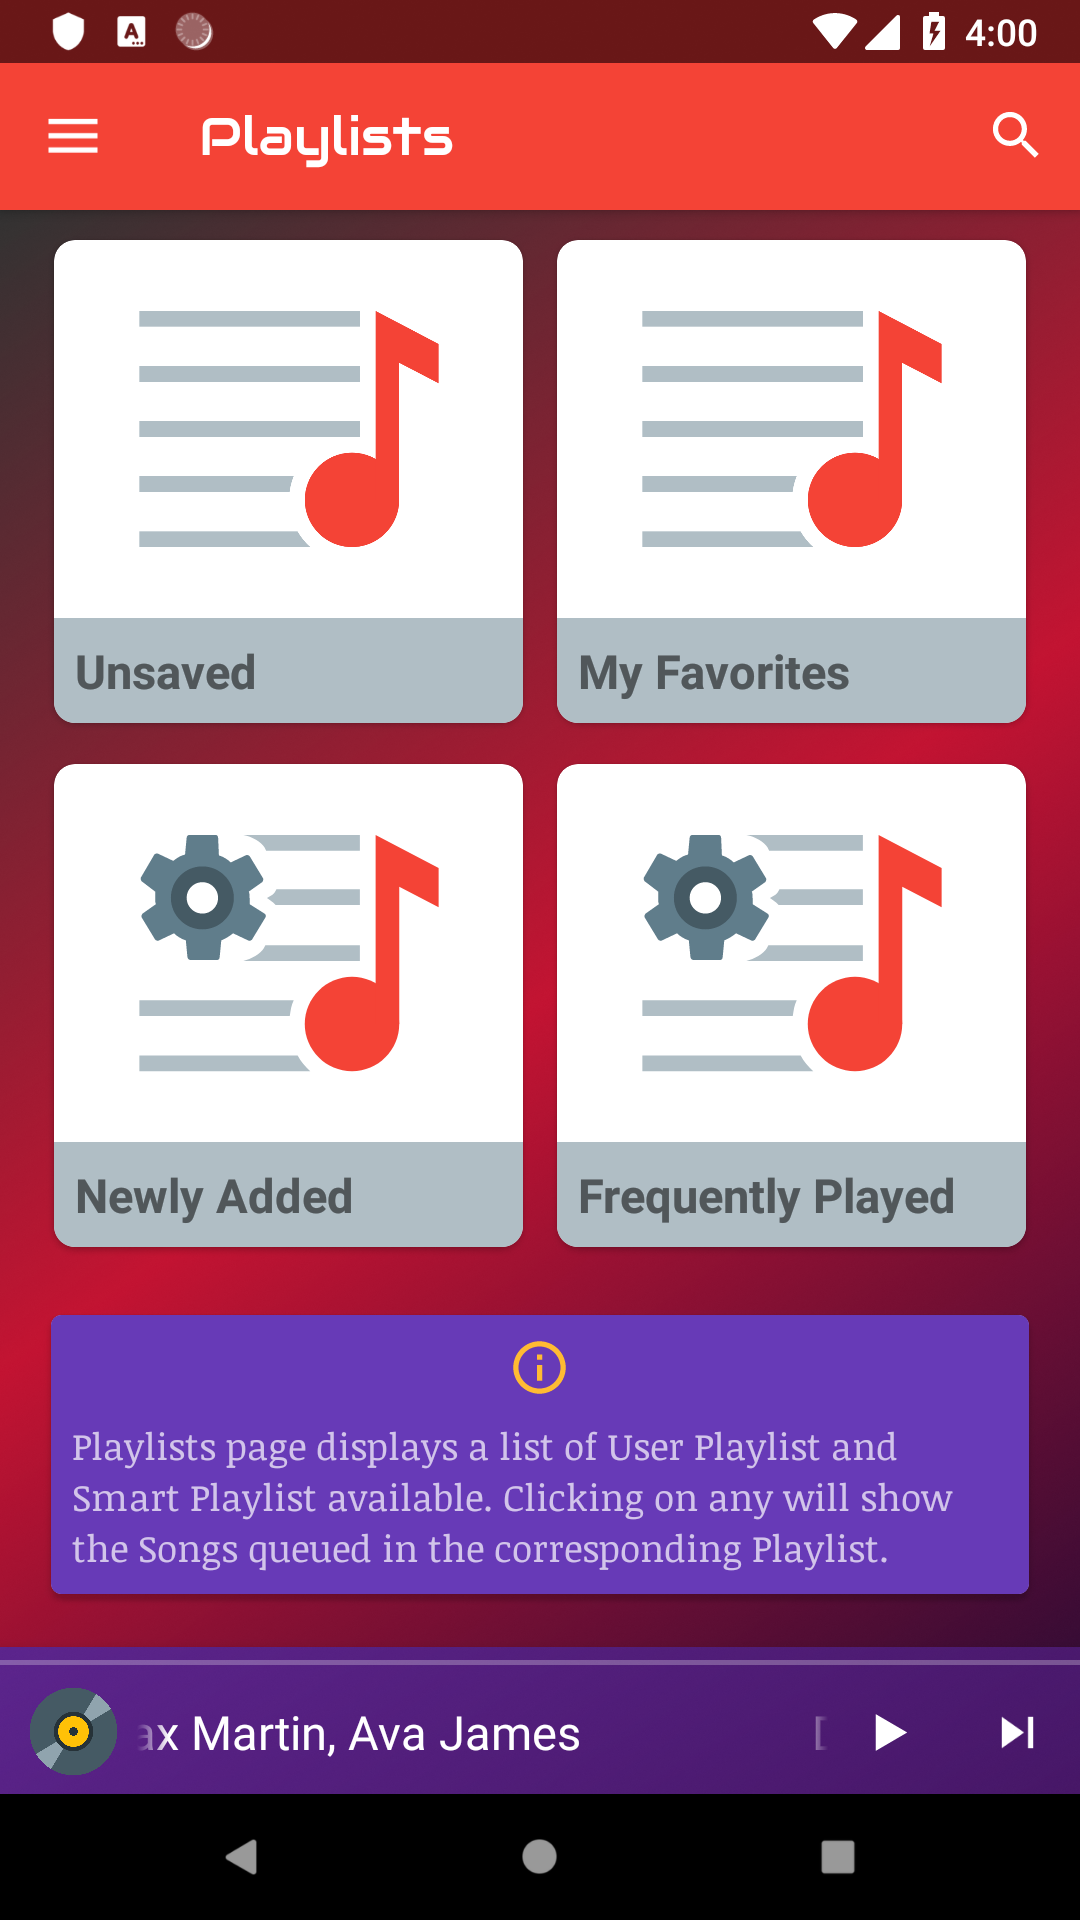 4:00
Playlists
Unsaved
My Favorites
Newly Added
Frequently Played
Playlists page displays a list of User Playlist and
Smart Playlist available. Clicking on any will show
the Songs queued in the corresponding Playlist.
Martin, Ava James